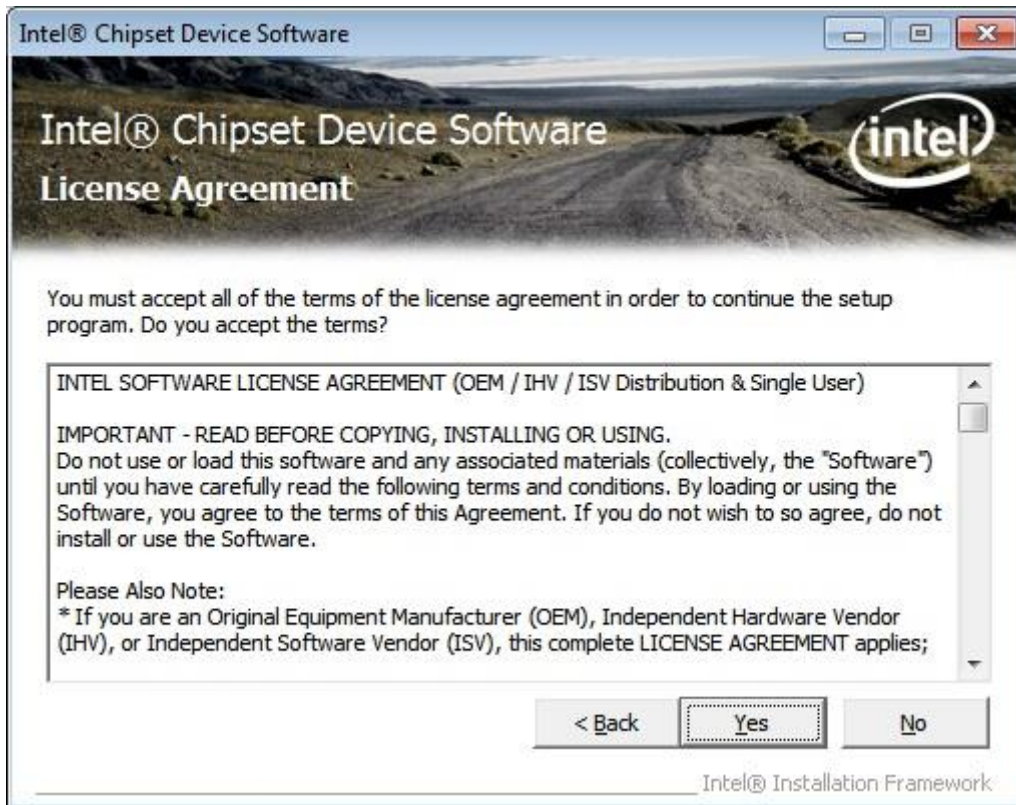 Intel® Chipset Device Software
Intel® Chipset Device Software
intel
License Agreement
You must accept all of the terms of the license agreement in order to continue the setup
program. Do you accept the terms?
INTEL SOFTWARE LICENSE AGREEMENT (OEM / IHV / ISV Distribution & Single User)
IMPORTANT - READ BEFORE COPYING, INSTALLING OR USING.
Do not use or load this software and any associated materials (collectively, the "Software")
until you have carefully read the following terms and conditions. By loading or using the
Software, you agree to the terms of this Agreement. If you do not wish to so agree, do not
install or use the Software.
Please Also Note:
* If you are an Original Equipment Manufacturer (OEM), Independent Hardware Vendor
(IHV), or Independent Software Vendor (ISV), this complete LICENSE AGREEMENT applies;
< Back Yes No
Intel® Installation Framework